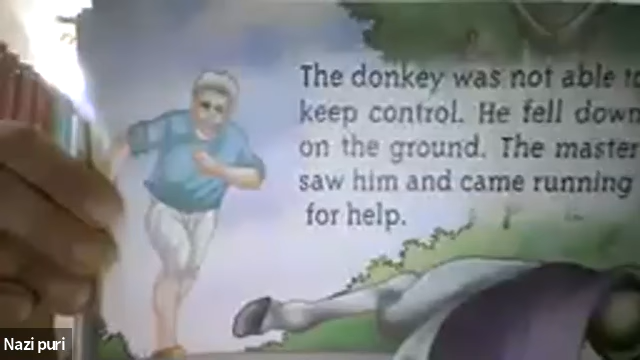 The donkey was not able to
keep control. He fell down
on the ground. The master
saw him and came running
for help.
Nazi puri